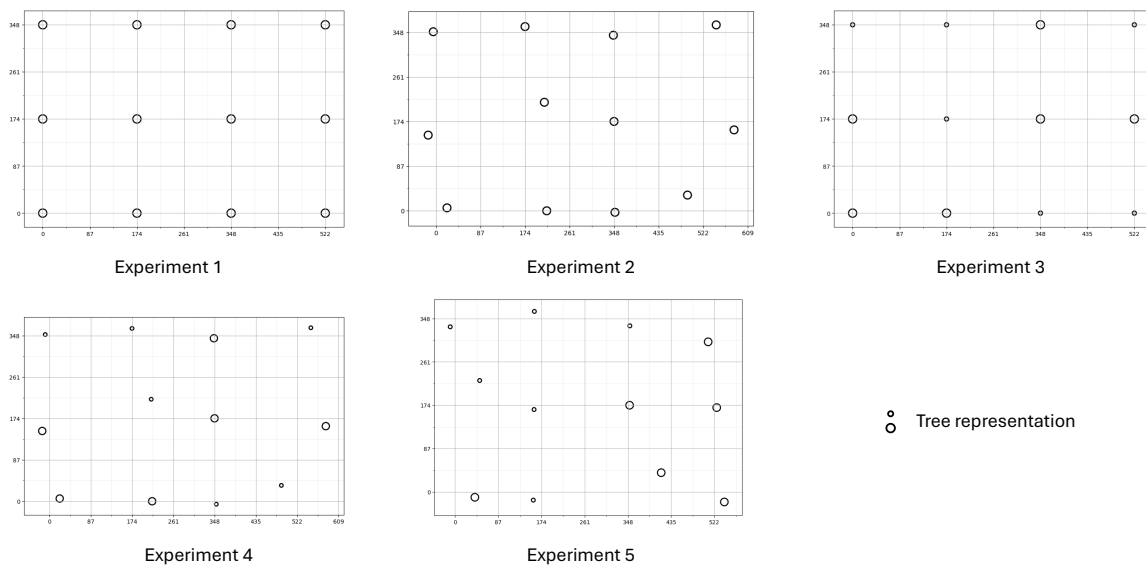 348
261
174
87
0
0 87 174 261 348 435 522
Experiment 1
348
261
174
87
0
0 87 174 261 348 435 522 609
Experiment 2
348
261
174
87
0
0 87 174 261 348 435 522
Experiment 3
348
261
174
87
0
0 87 174 261 348 435 522 609
Experiment 4
348
261
174
87
0
0 87 174 261 348 435 522
Experiment 5
Tree representation